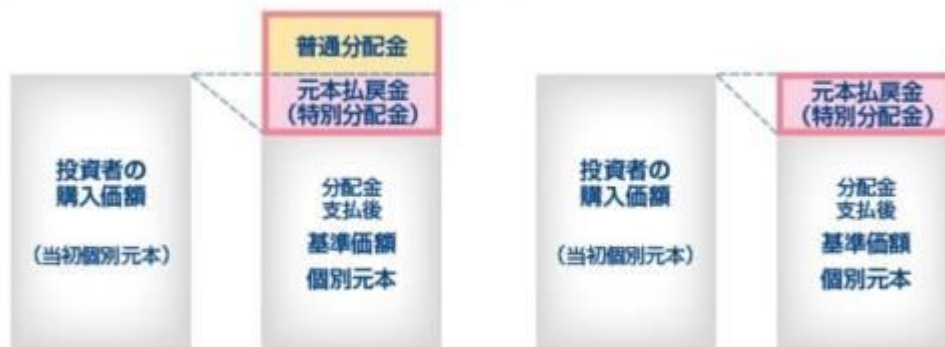 普通分配金
元本払戻金
（特別分配金）
投資者の
購入価額
（当初個別元本）
分配金
支払後
基準価額
個別元本
元本払戻金
（特別分配金）
投資者の
購入価額
（当初個別元本）
分配金
支払後
基準価額
個別元本